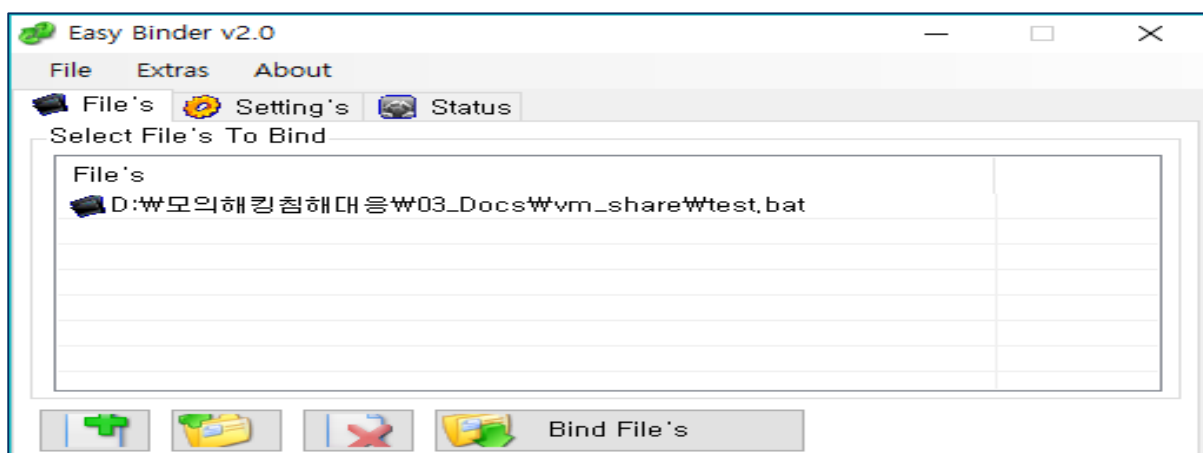 Easy Binder v2.0
File Extras About
File's Setting's Status
Select File's To Bind
File's
D:₩모의해킹침해대응₩03_Docs₩vm_share₩test.bat
Bind File's